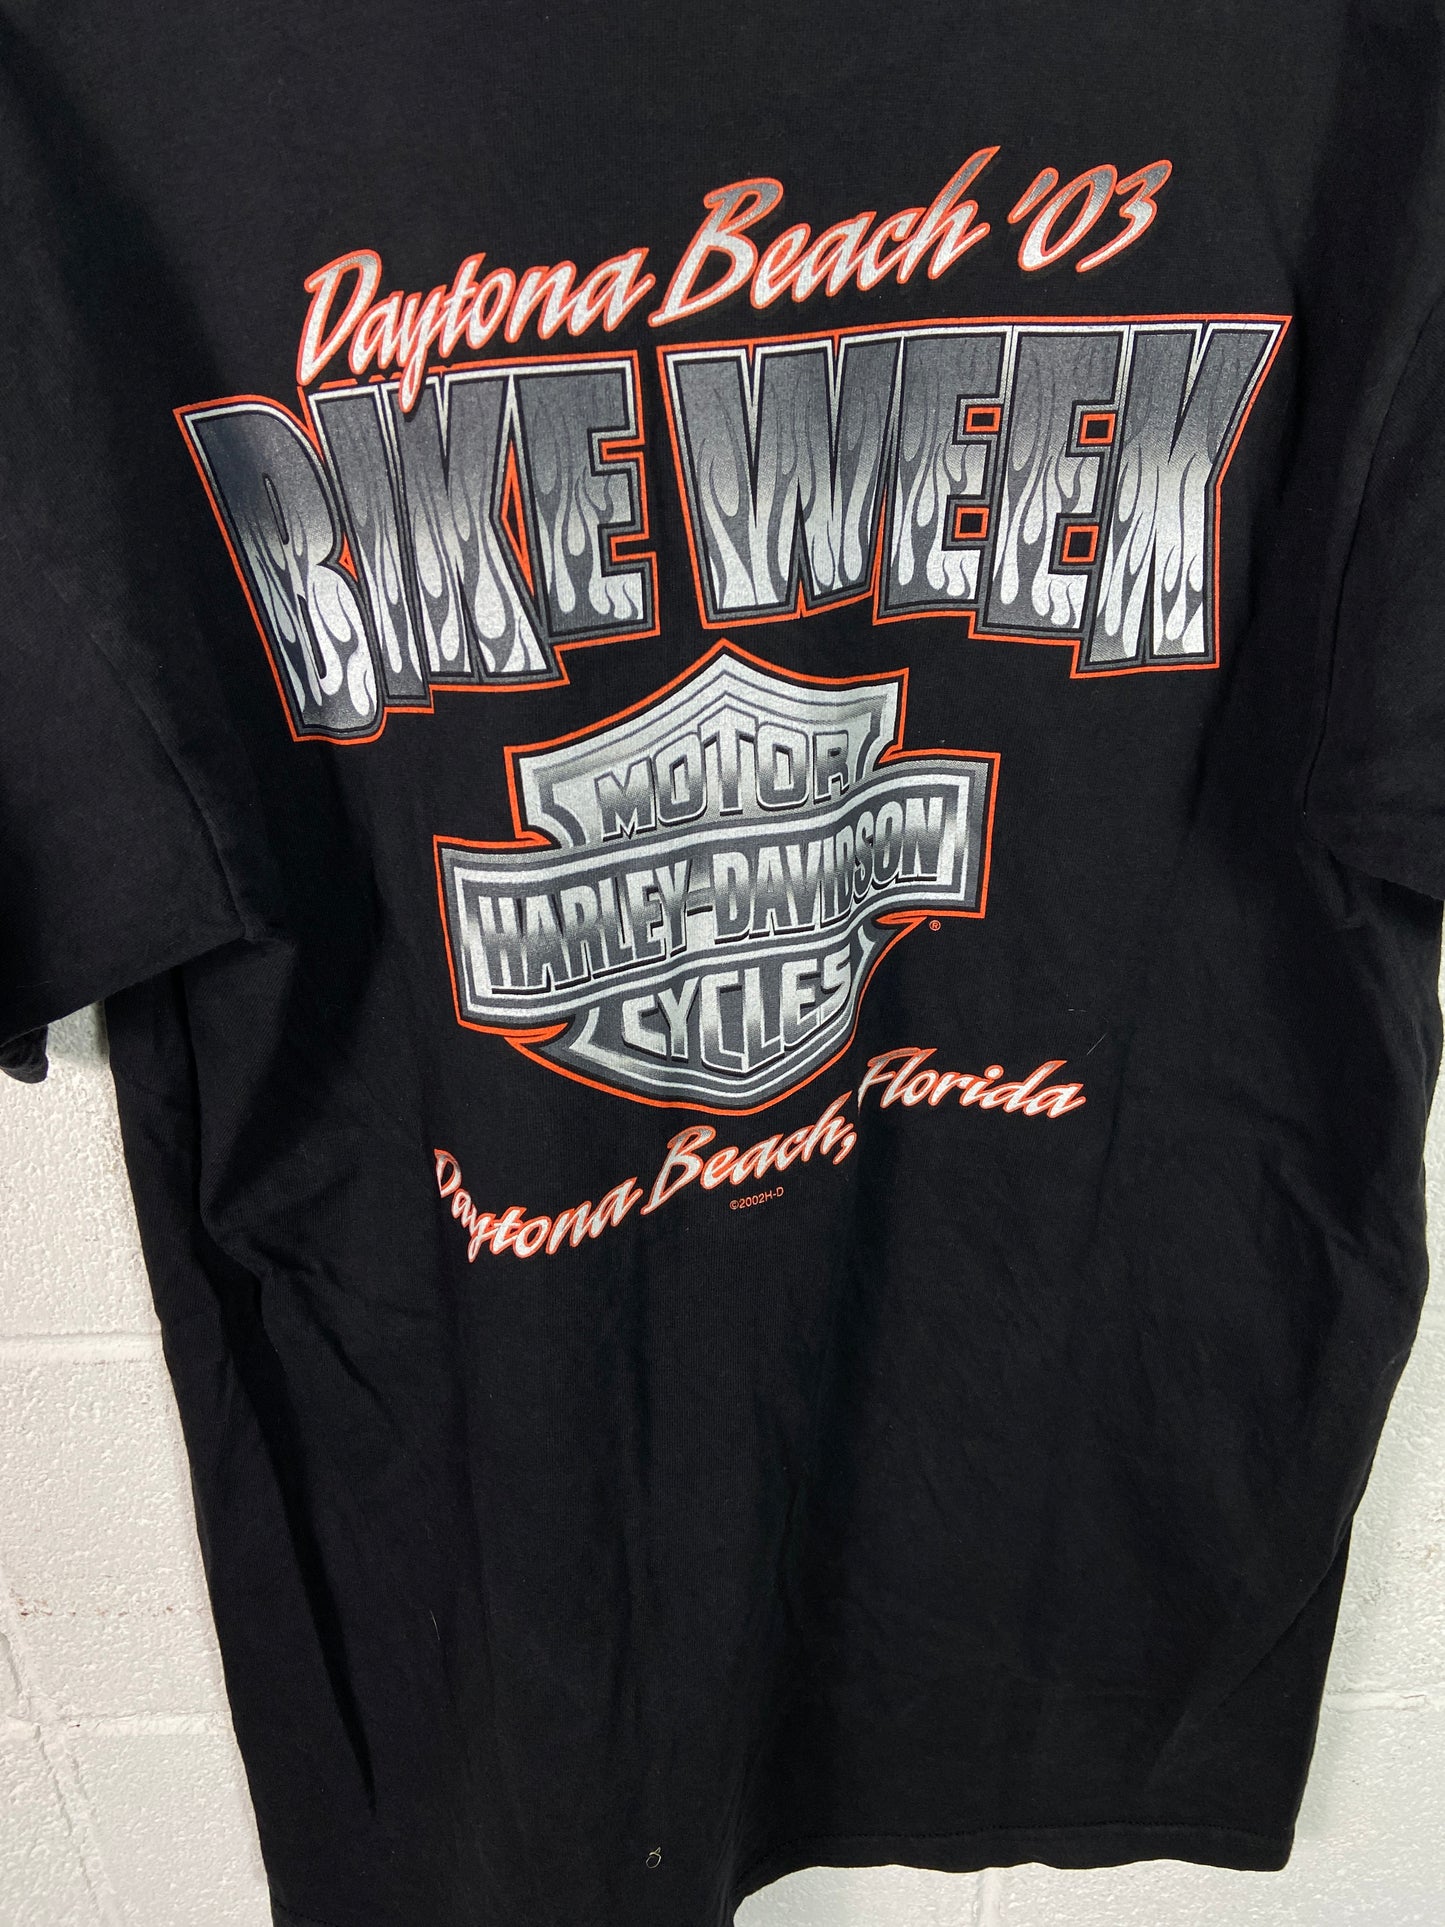 Daytona Beach '03
BIKE WEEK
MOTOR
HARLEY-DAVIDSON
®
CYCLES
Daytona Beach, Florida
©2002H-D